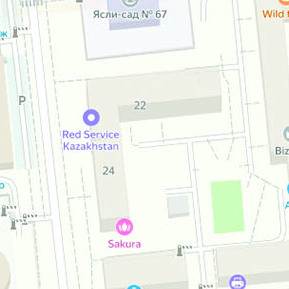 Ясли-сад № 67
Wild
22
P
Red Service
Kazakhstan
Biz
24
Sakura